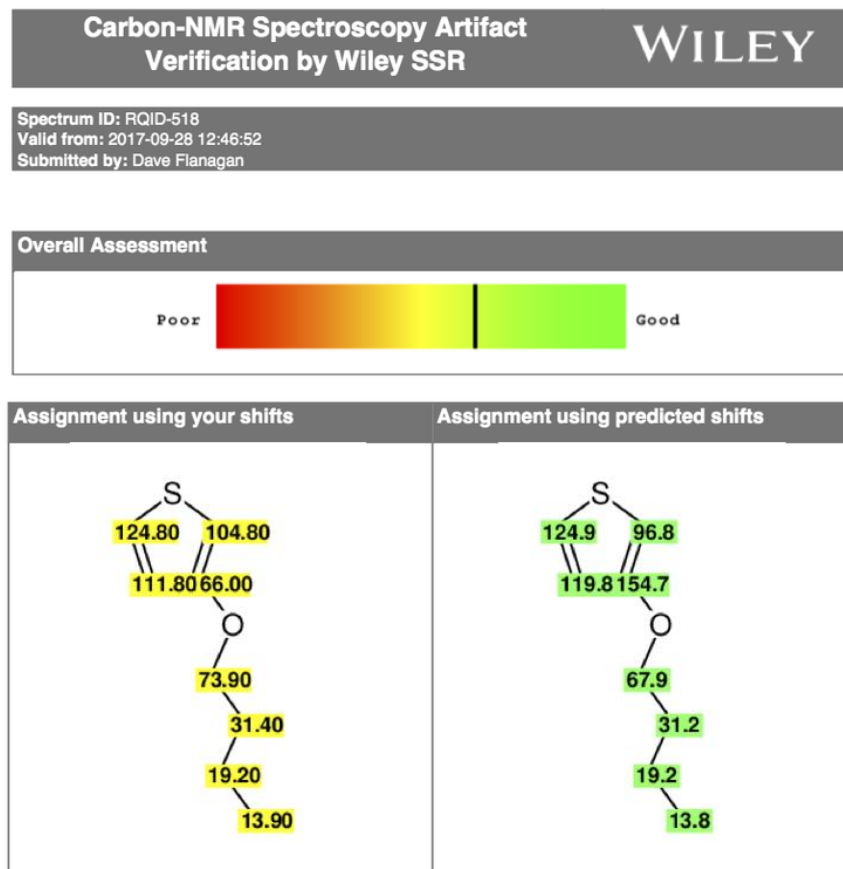 Carbon-NMR Spectroscopy Artifact
Verification by Wiley SSR
WILEY
Spectrum ID: RQID-518
Valid from: 2017-09-28 12:46:52
Submitted by: Dave Flanagan
Overall Assessment
Poor
Good
Assignment using your shifts
S
124.80 104.80
111.80 66.00
O
73.90
31.40
19.20
13.90
Assignment using predicted shifts
S
124.9 96.8
119.8 154.7
O
67.9
31.2
19.2
13.8